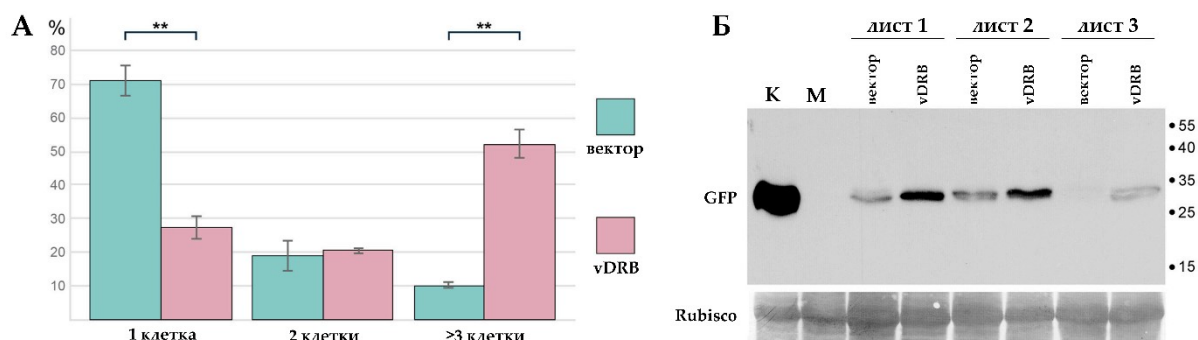 А
%
80
70
60
50
40
30
20
10
**
**
1 клетка
2 клетки
>3 клетки
вектор
vDRB
Б
лист 1
лист 2
лист 3
К
М
вектор
vDRB
вектор
vDRB
вектор
vDRB
GFP
55
40
35
25
15
Rubisco